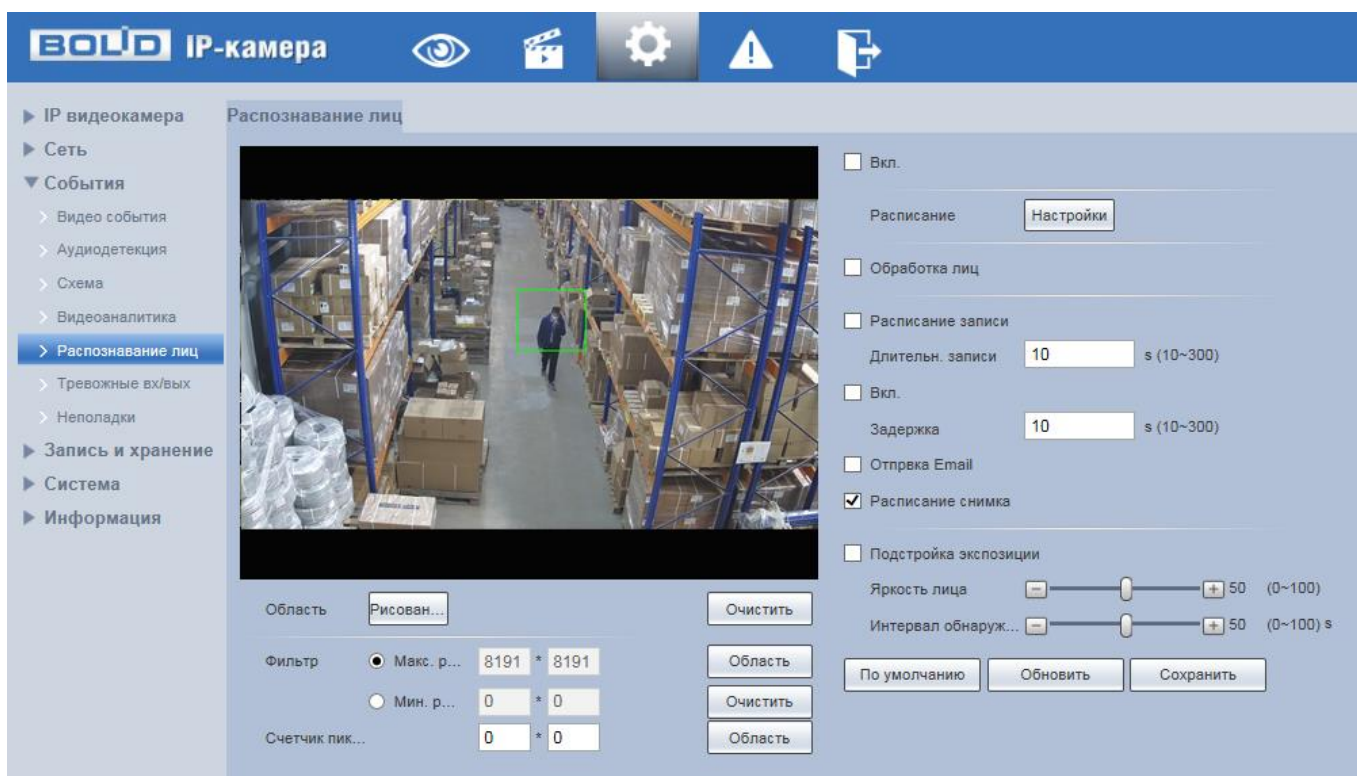 BOLID IP-камера
IP видеокамера
Сеть
События
Видео события
Аудиодетекция
Схема
Видеоаналитика
Распознавание лиц
Тревожные вх/вых
Неполадки
Запись и хранение
Система
Информация
Распознавание лиц
Область Рисован... Очистить
Фильтр Макс. р... 8191 * 8191 Область
Мин. р... 0 * 0 Очистить
Счетчик пик... 0 * 0 Область
Вкл.
Расписание Настройки
Обработка лиц
Расписание записи
Длительн. записи 10 s (10~300)
Вкл.
Задержка 10 s (10~300)
Отпрвка Email
Расписание снимка
Подстройка экспозиции
Яркость лица 50 (0~100)
Интервал обнаруж... 50 (0~100) s
По умолчанию Обновить Сохранить